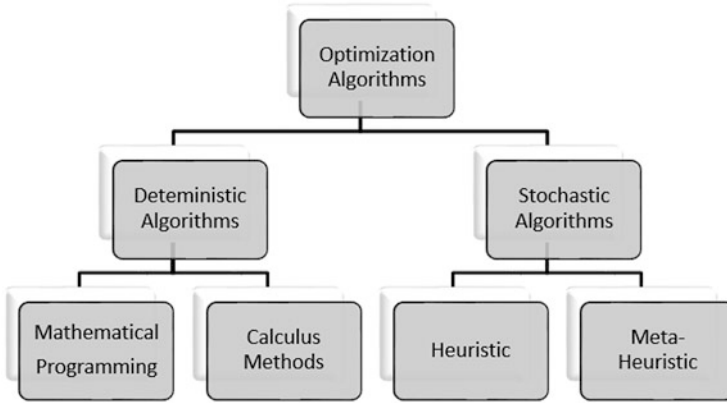 Optimization
Algorithms
Deteministic
Algorithms
Stochastic
Algorithms
Mathematical
Programming
Calculus
Methods
Heuristic
Meta-
Heuristic